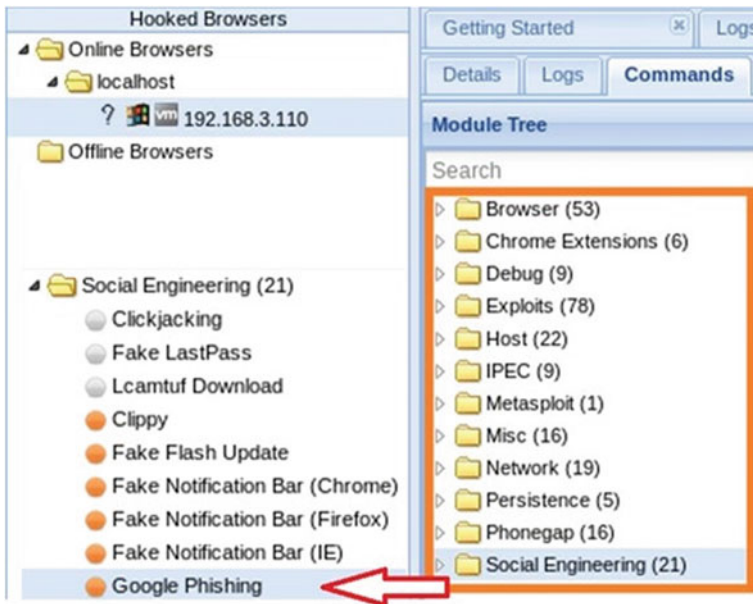 Hooked Browsers
Online Browsers
localhost
? vm 192.168.3.110
Offline Browsers
Social Engineering (21)
Clickjacking
Fake LastPass
Lcamtuf Download
Clippy
Fake Flash Update
Fake Notification Bar (Chrome)
Fake Notification Bar (Firefox)
Fake Notification Bar (IE)
Google Phishing
Getting Started
Logs
Details
Logs
Commands
Module Tree
Search
Browser (53)
Chrome Extensions (6)
Debug (9)
Exploits (78)
Host (22)
IPEC (9)
Metasploit (1)
Misc (16)
Network (19)
Persistence (5)
Phonegap (16)
Social Engineering (21)